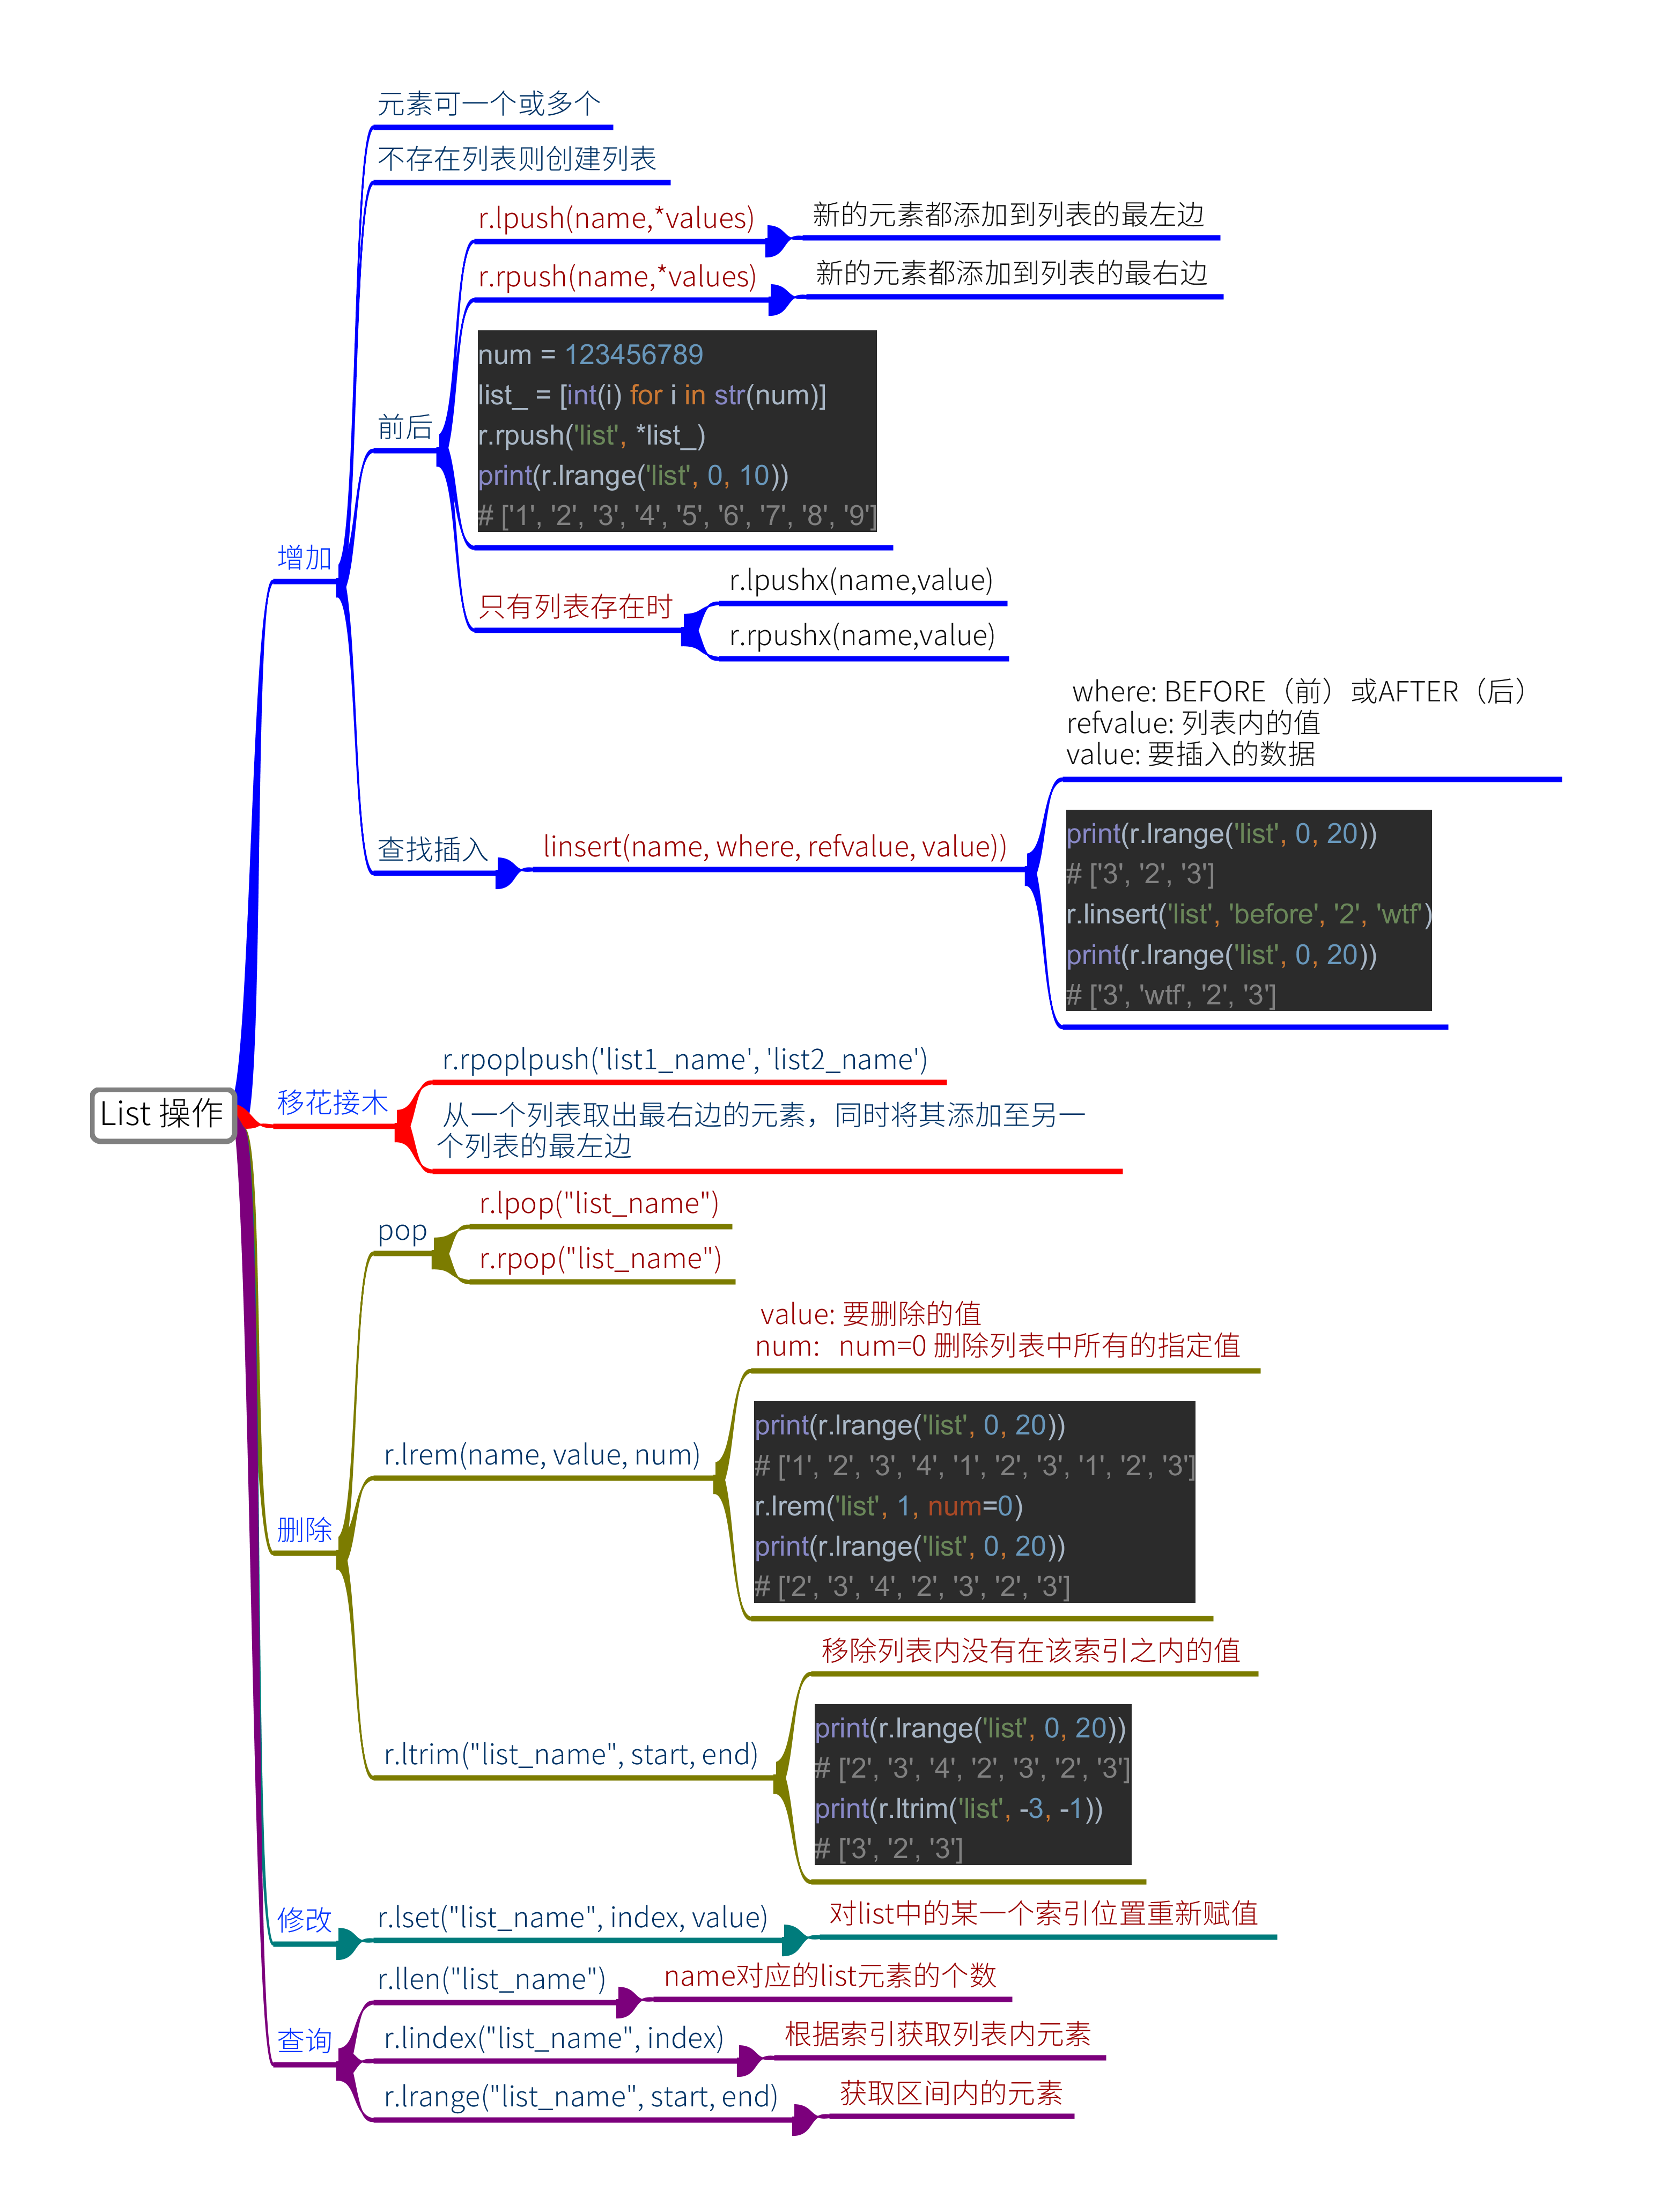 元素可一个或多个
不存在列表则创建列表
r.lpush(name,*values)
新的元素都添加到列表的最左边
r.rpush(name,*values)
新的元素都添加到列表的最右边
num = 123456789
list_ = [int(i) for i in str(num)]
r.rpush('list', *list_)
print(r.lrange('list', 0, 10))
# ['1', '2', '3', '4', '5', '6', '7', '8', '9']
前后
增加
只有列表存在时
r.lpushx(name,value)
r.rpushx(name,value)
where: BEFORE（前）或AFTER（后）
refvalue: 列表内的值
value: 要插入的数据
查找插入
linsert(name, where, refvalue, value))
print(r.lrange('list', 0, 20))
# ['3', '2', '3']
r.linsert('list', 'before', '2', 'wtf')
print(r.lrange('list', 0, 20))
# ['3', 'wtf', '2', '3']
List 操作
移花接木
r.rpoplpush('list1_name', 'list2_name')
从一个列表取出最右边的元素，同时将其添加至另一
个列表的最左边
pop
r.lpop("list_name")
r.rpop("list_name")
value: 要删除的值
num: num=0 删除列表中所有的指定值
r.lrem(name, value, num)
print(r.lrange('list', 0, 20))
# ['1', '2', '3', '4', '1', '2', '3', '1', '2', '3']
r.lrem('list', 1, num=0)
print(r.lrange('list', 0, 20))
# ['2', '3', '4', '2', '3', '2', '3']
删除
移除列表内没有在该索引之内的值
r.ltrim("list_name", start, end)
print(r.lrange('list', 0, 20))
# ['2', '3', '4', '2', '3', '2', '3']
print(r.ltrim('list', -3, -1))
# ['3', '2', '3']
修改
r.lset("list_name", index, value)
对list中的某一个索引位置重新赋值
查询
r.llen("list_name")
name对应的list元素的个数
r.lindex("list_name", index)
根据索引获取列表内元素
r.lrange("list_name", start, end)
获取区间内的元素